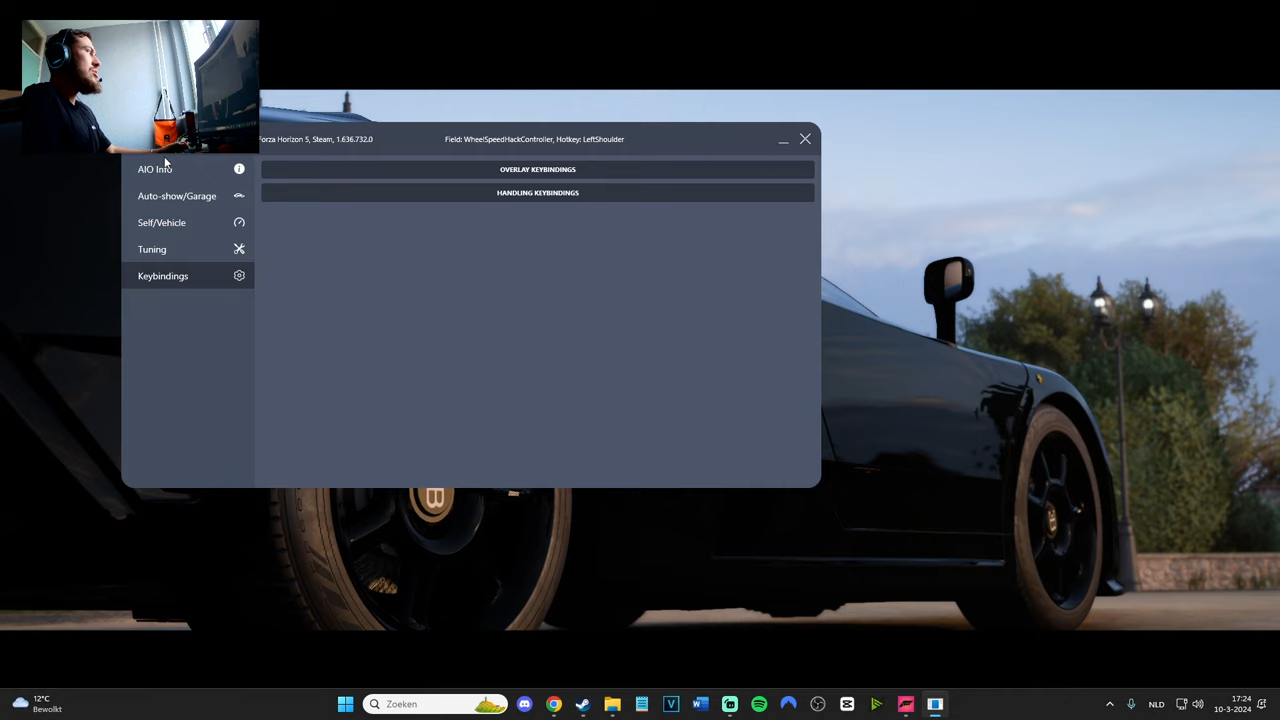 Forza Horizon 5, Steam, 1.636.732.0
Field: WheelSpeedHackController, Hotkey: LeftShoulder
AIO Info
Auto-show/Garage
Self/Vehicle
Tuning
Keybindings
OVERLAY KEYBINDINGS
HANDLING KEYBINDINGS
12°C
Bewolkt
Zoeken
NLD
17:24
10-3-2024